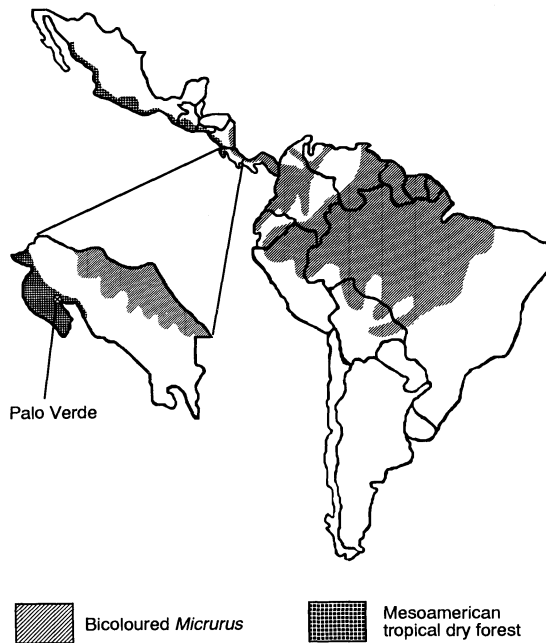 Palo Verde
Bicoloured Micrurus
Mesoamerican
tropical dry forest